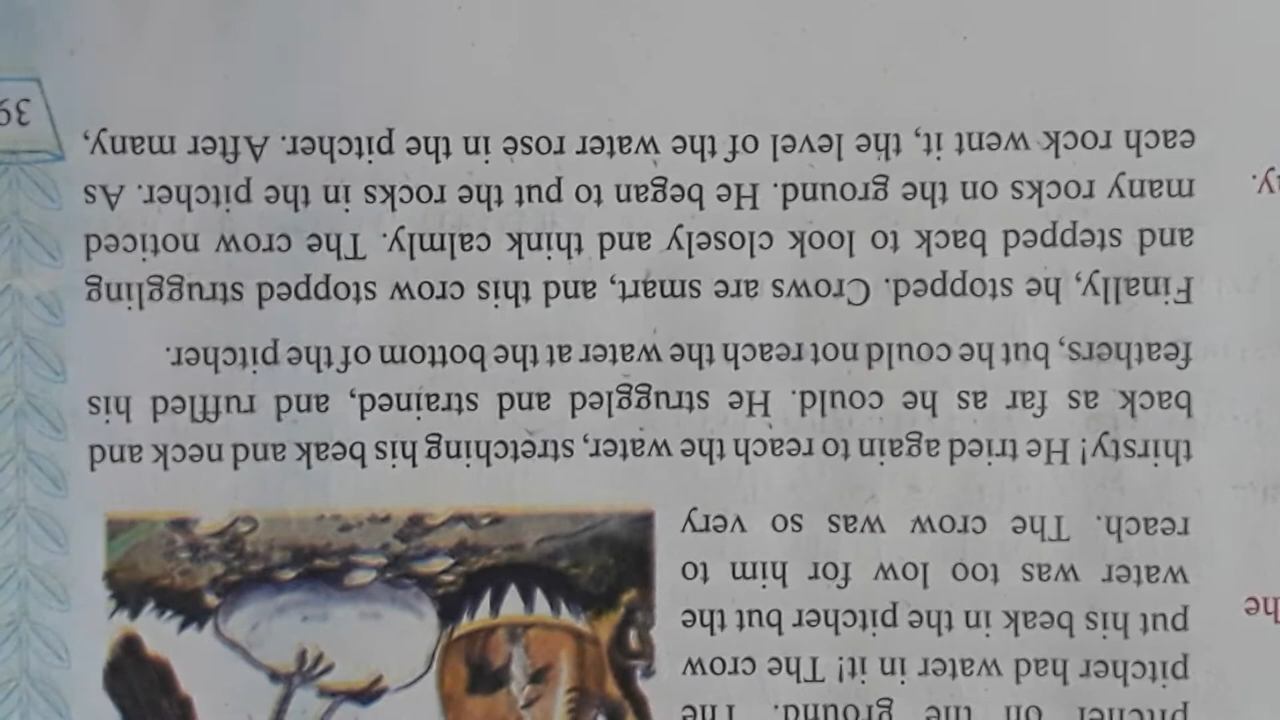 pitcher on the ground. The
pitcher had water in it! The crow
put his beak in the pitcher but the
water was too low for him to
reach. The crow was so very
thirsty! He tried again to reach the water, stretching his beak and neck and
back as far as he could. He struggled and strained, and ruffled his
feathers, but he could not reach the water at the bottom of the pitcher.
Finally, he stopped. Crows are smart, and this crow stopped struggling
and stepped back to look closely and think calmly. The crow noticed
many rocks on the ground. He began to put the rocks in the pitcher. As
each rock went it, the level of the water rose in the pitcher. After many,
39